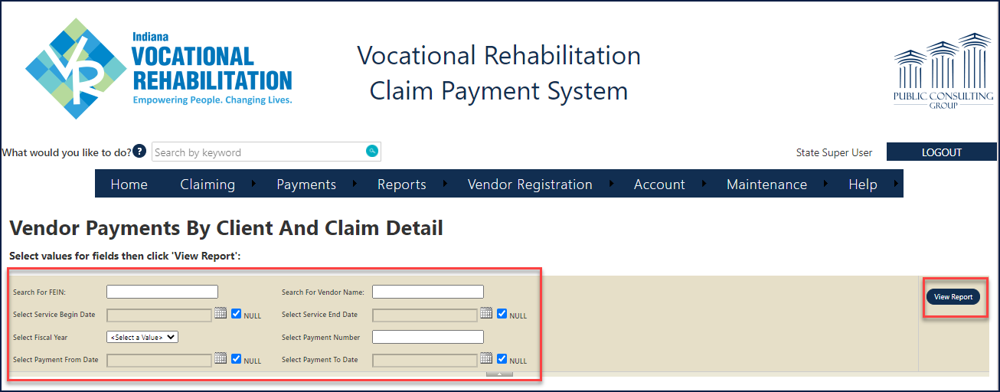 VR
Indiana
VOCATIONAL
REHABILITATION
Empowering People. Changing Lives.
Vocational Rehabilitation
Claim Payment System
PUBLIC CONSULTING
GROUP
What would you like to do? ? Search by keyword State Super User LOGOUT
Home Claiming Payments Reports Vendor Registration Account Maintenance Help
Vendor Payments By Client And Claim Detail
Select values for fields then click 'View Report':
Search For FEIN: Search For Vendor Name: View Report
Select Service Begin Date NULL Select Service End Date NULL
Select Fiscal Year <Select a Value> Select Payment Number
Select Payment From Date NULL Select Payment To Date NULL